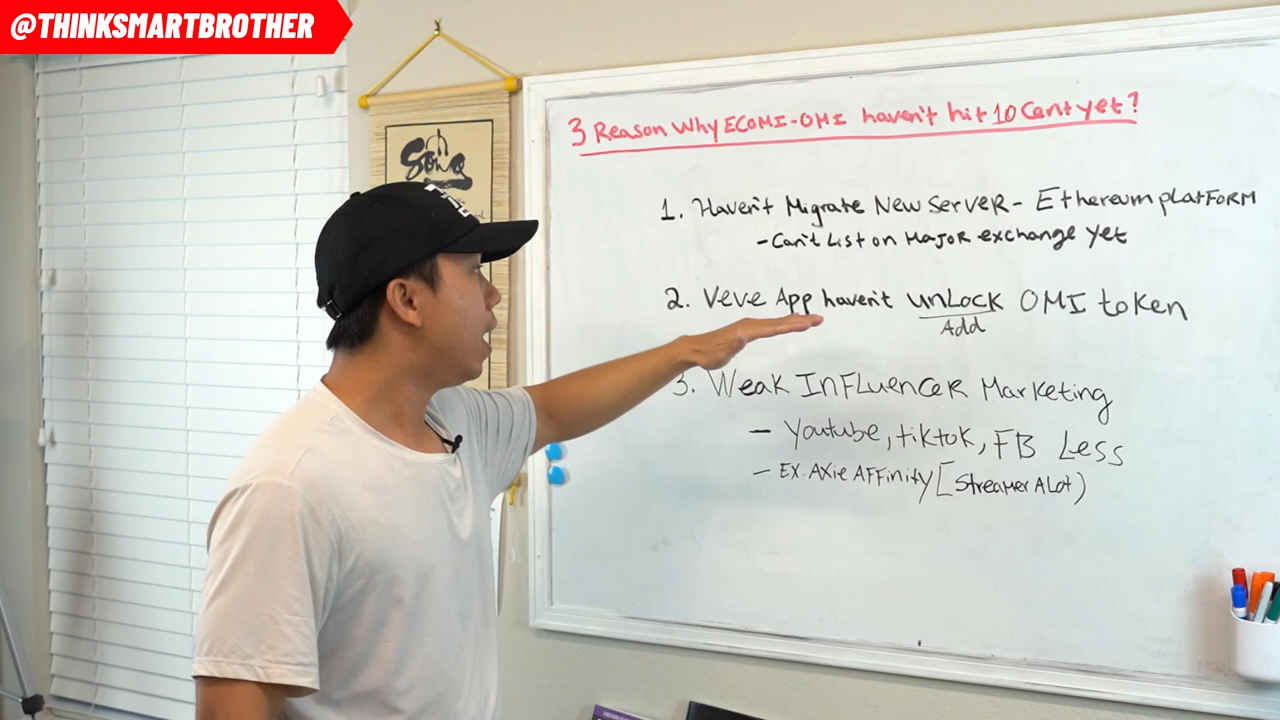 @THINKSMARTBROTHER
Song
3 Reason Why ECOMI-OMI haven't hit 10 Cant yet?
1. Haven't Migrate New Server - Ethereum platform
- Can't List on Major exchange yet
2. Veve App haven't unLock OMI token
Add
3. Weak Influencer Marketing
- Youtube, tiktok, FB Less
- Ex. Axie Affinity [Streamer A Lot)